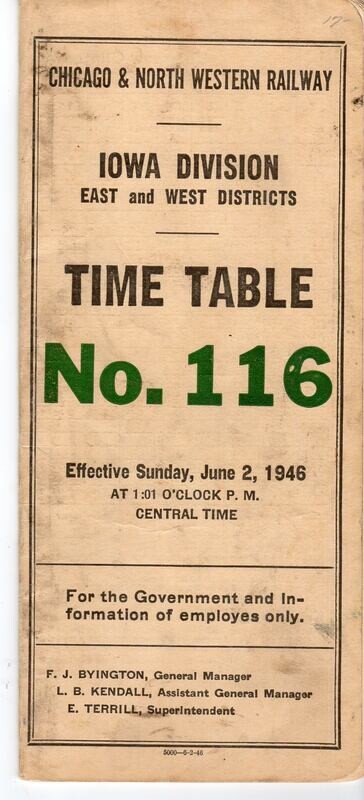 17-
CHICAGO & NORTH WESTERN RAILWAY
IOWA DIVISION
EAST and WEST DISTRICTS
TIME TABLE
No. 116
Effective Sunday, June 2, 1946
AT 1:01 O'CLOCK P. M.
CENTRAL TIME
For the Government and In-
formation of employes only.
F. J. BYINGTON, General Manager
L. B. KENDALL, Assistant General Manager
E. TERRILL, Superintendent
5000—6-2-46